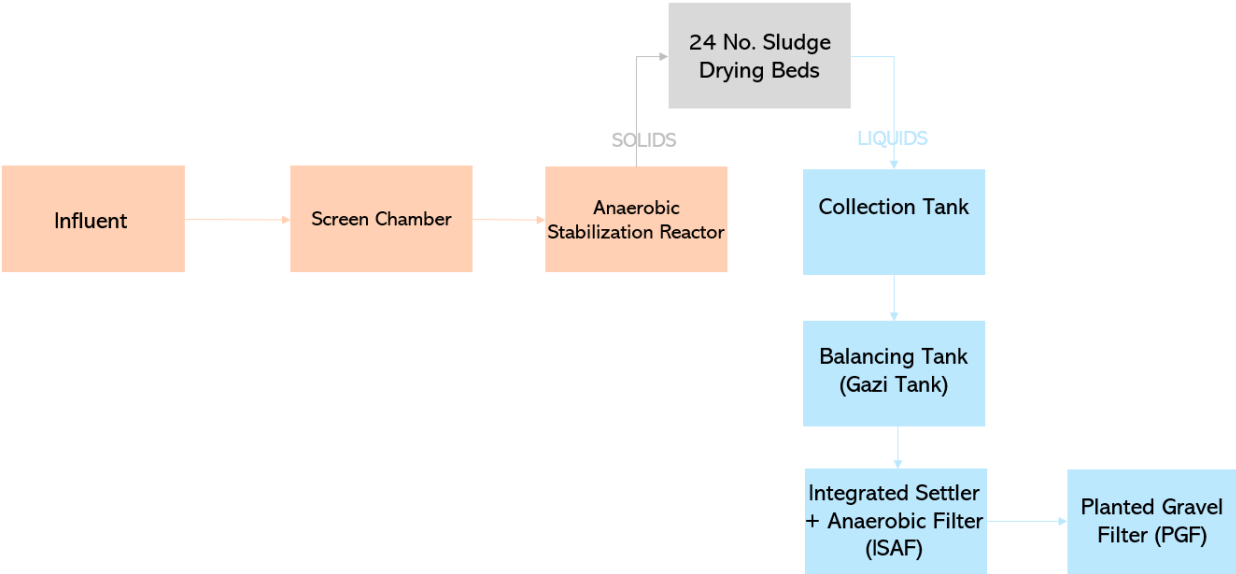 24 No. Sludge
Drying Beds
SOLIDS
LIQUIDS
Influent
Screen Chamber
Anaerobic
Stabilization Reactor
Collection Tank
Balancing Tank
(Gazi Tank)
Integrated Settler
+ Anaerobic Filter
(ISAF)
Planted Gravel
Filter (PGF)